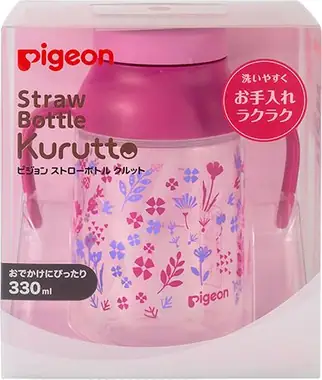 pigeon
洗いやすく
お手入れ
ラクラク
Straw
Bottle
Kurutto
ピジョン ストローボトル クルット
おでかけにぴったり
330ml
pigeon